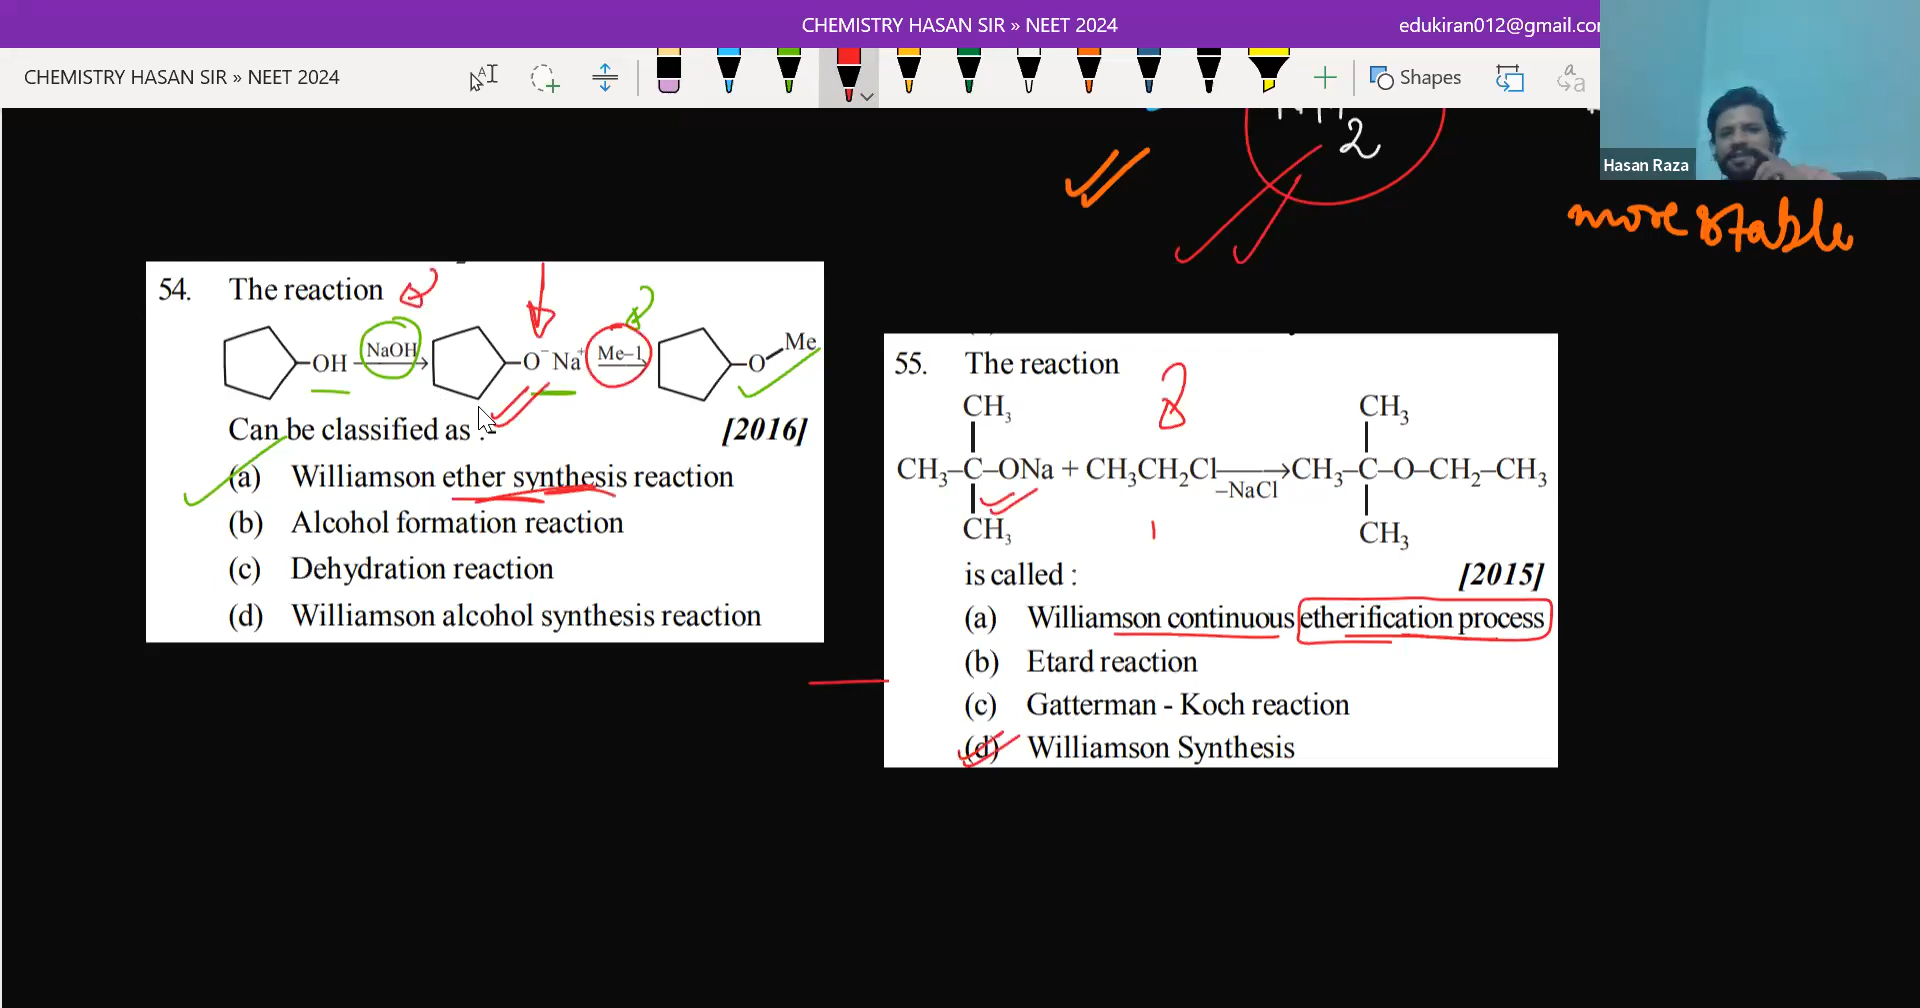 CHEMISTRY HASAN SIR » NEET 2024
edukiran012@gmail.co
CHEMISTRY HASAN SIR » NEET 2024
Shapes
Hasan Raza
2
more stable
54. The reaction
OH NaOH O⁻Na⁺ Me–I O Me
Can be classified as :-
[2016]
(a) Williamson ether synthesis reaction
(b) Alcohol formation reaction
(c) Dehydration reaction
(d) Williamson alcohol synthesis reaction
55. The reaction
CH₃ CH₃
CH₃–C–ONa + CH₃CH₂Cl → CH₃–C–O–CH₂–CH₃
–NaCl
CH₃ CH₃
is called :
[2015]
(a) Williamson continuous etherification process
(b) Etard reaction
(c) Gatterman - Koch reaction
(d) Williamson Synthesis